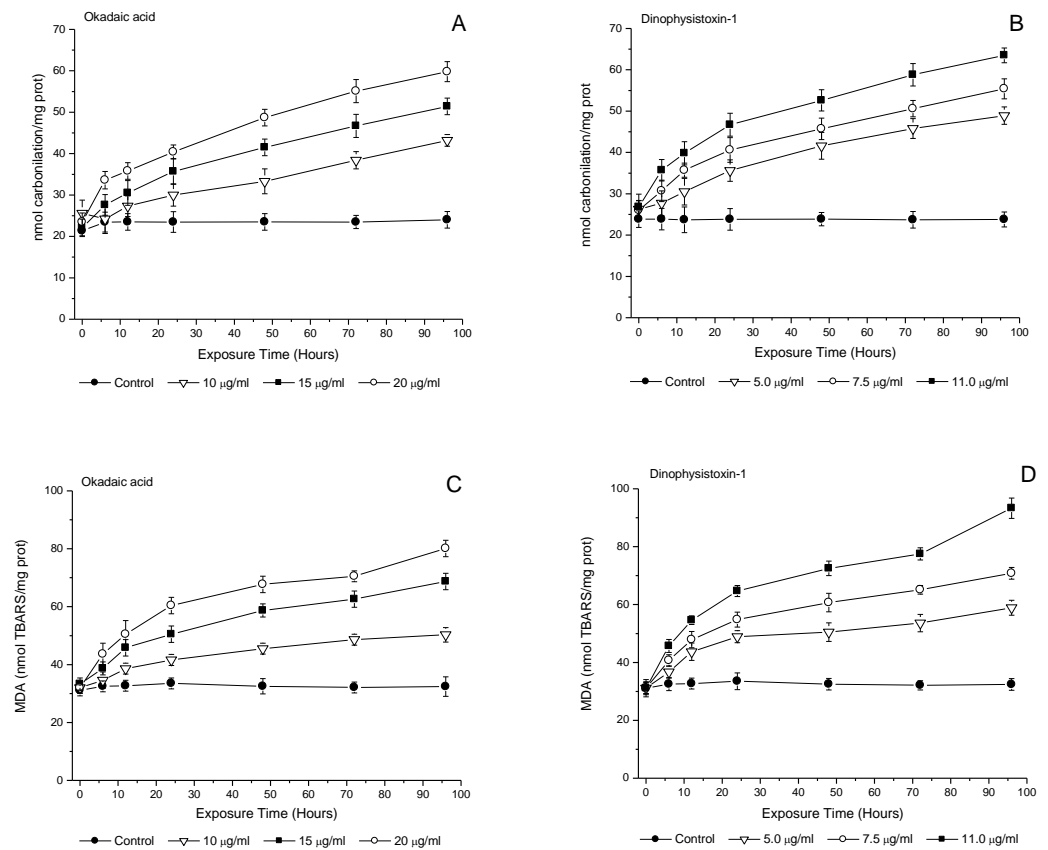 Okadaic acid
A
nmol carbonilation/mg prot
70
60
50
40
30
20
10
0
0 10 20 30 40 50 60 70 80 90 100
Exposure Time (Hours)
Control 10 µg/ml 15 µg/ml 20 µg/ml
Dinophysistoxin-1
B
nmol carbonilation/mg prot
70
60
50
40
30
20
10
0
0 10 20 30 40 50 60 70 80 90 100
Exposure Time (Hours)
Control 5.0 µg/ml 7.5 µg/ml 11.0 µg/ml
Okadaic acid
C
MDA (nmol TBARS/mg prot)
100
80
60
40
20
0
0 10 20 30 40 50 60 70 80 90 100
Exposure Time (Hours)
Control 10 µg/ml 15 µg/ml 20 µg/ml
Dinophysistoxin-1
D
MDA (nmol TBARS/mg prot)
100
80
60
40
20
0
0 10 20 30 40 50 60 70 80 90 100
Exposure Time (Hours)
Control 5.0 µg/ml 7.5 µg/ml 11.0 µg/ml